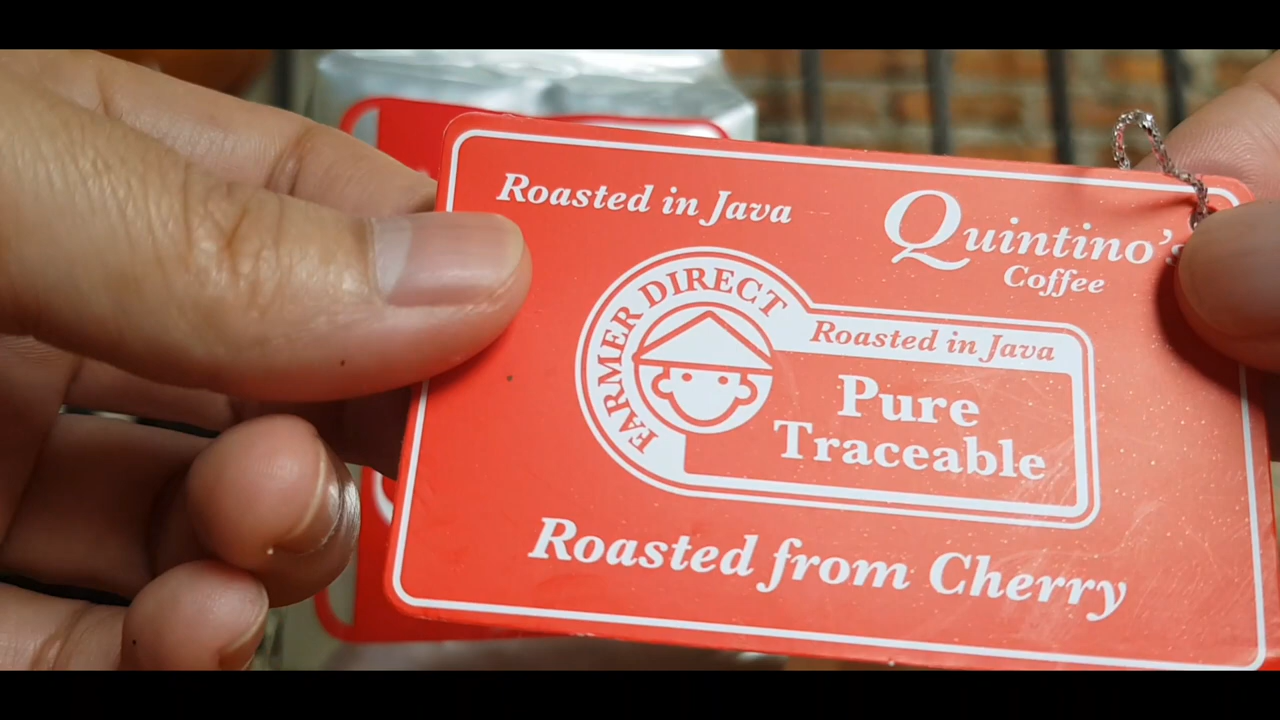 Roasted in Java
Quintino's
Coffee
FARMER DIRECT
Roasted in Java
Pure
Traceable
Roasted from Cherry